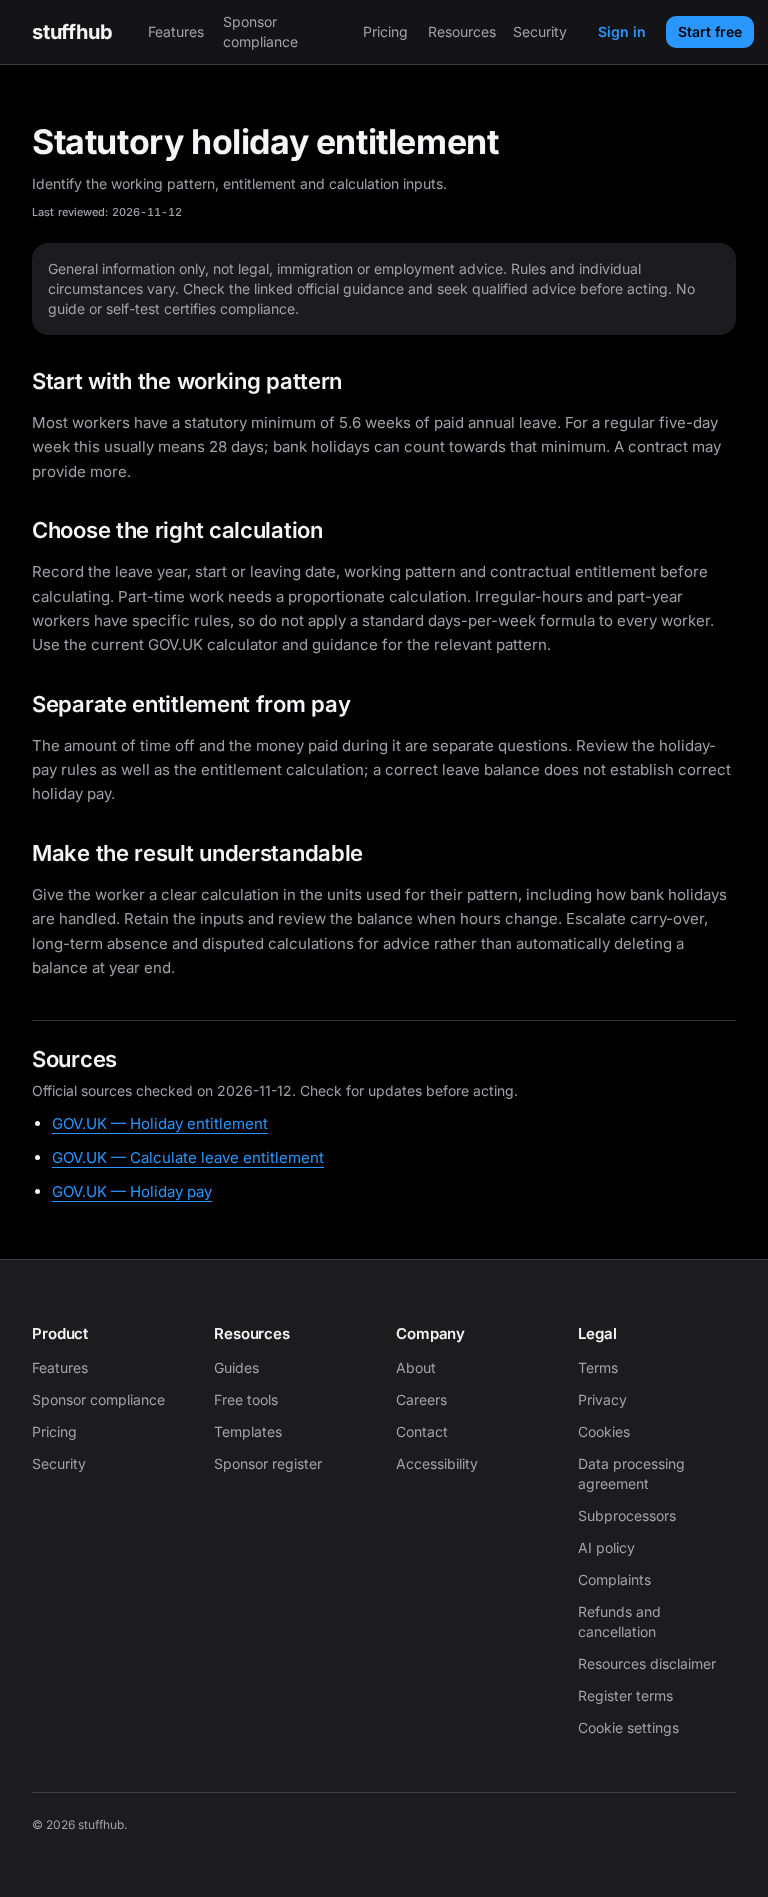 stuffhub
Features
Sponsor
compliance
Pricing
Resources
Security
Sign in
Start free
Statutory holiday entitlement
Identify the working pattern, entitlement and calculation inputs.
Last reviewed: 2026-11-12
General information only, not legal, immigration or employment advice. Rules and individual
circumstances vary. Check the linked official guidance and seek qualified advice before acting. No
guide or self-test certifies compliance.
Start with the working pattern
Most workers have a statutory minimum of 5.6 weeks of paid annual leave. For a regular five-day
week this usually means 28 days; bank holidays can count towards that minimum. A contract may
provide more.
Choose the right calculation
Record the leave year, start or leaving date, working pattern and contractual entitlement before
calculating. Part-time work needs a proportionate calculation. Irregular-hours and part-year
workers have specific rules, so do not apply a standard days-per-week formula to every worker.
Use the current GOV.UK calculator and guidance for the relevant pattern.
Separate entitlement from pay
The amount of time off and the money paid during it are separate questions. Review the holiday-
pay rules as well as the entitlement calculation; a correct leave balance does not establish correct
holiday pay.
Make the result understandable
Give the worker a clear calculation in the units used for their pattern, including how bank holidays
are handled. Retain the inputs and review the balance when hours change. Escalate carry-over,
long-term absence and disputed calculations for advice rather than automatically deleting a
balance at year end.
Sources
Official sources checked on 2026-11-12. Check for updates before acting.
• GOV.UK — Holiday entitlement
• GOV.UK — Calculate leave entitlement
• GOV.UK — Holiday pay
Product
Features
Sponsor compliance
Pricing
Security
Resources
Guides
Free tools
Templates
Sponsor register
Company
About
Careers
Contact
Accessibility
Legal
Terms
Privacy
Cookies
Data processing
agreement
Subprocessors
AI policy
Complaints
Refunds and
cancellation
Resources disclaimer
Register terms
Cookie settings
© 2026 stuffhub.